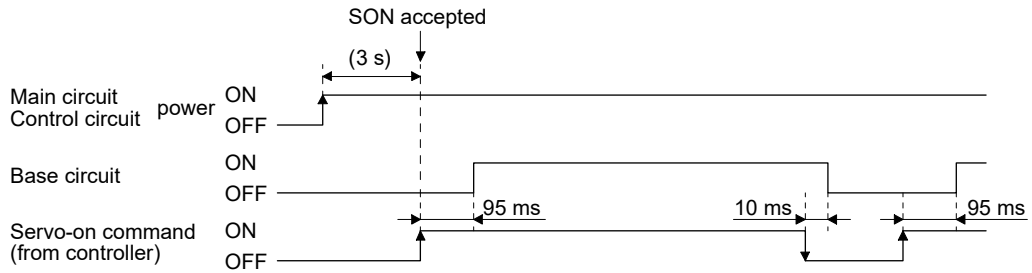 SON accepted
(3 s)
Main circuit
Control circuit
power
ON
OFF
Base circuit
ON
OFF
95 ms
10 ms
95 ms
Servo-on command
(from controller)
ON
OFF